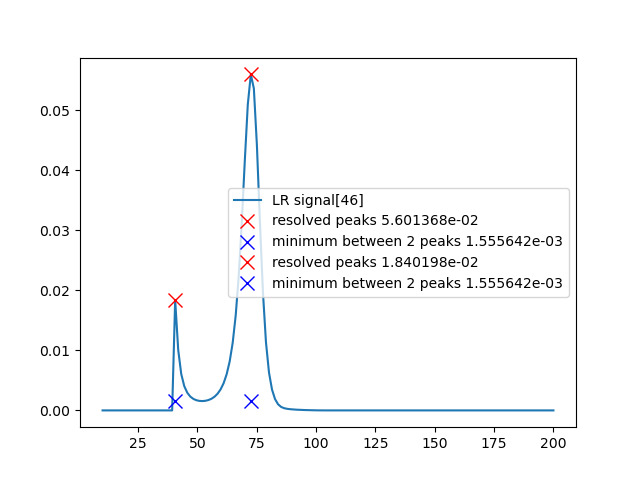 0.05
0.04
0.03
0.02
0.01
0.00
LR signal[46]
resolved peaks 5.601368e-02
minimum between 2 peaks 1.555642e-03
resolved peaks 1.840198e-02
minimum between 2 peaks 1.555642e-03
25 50 75 100 125 150 175 200